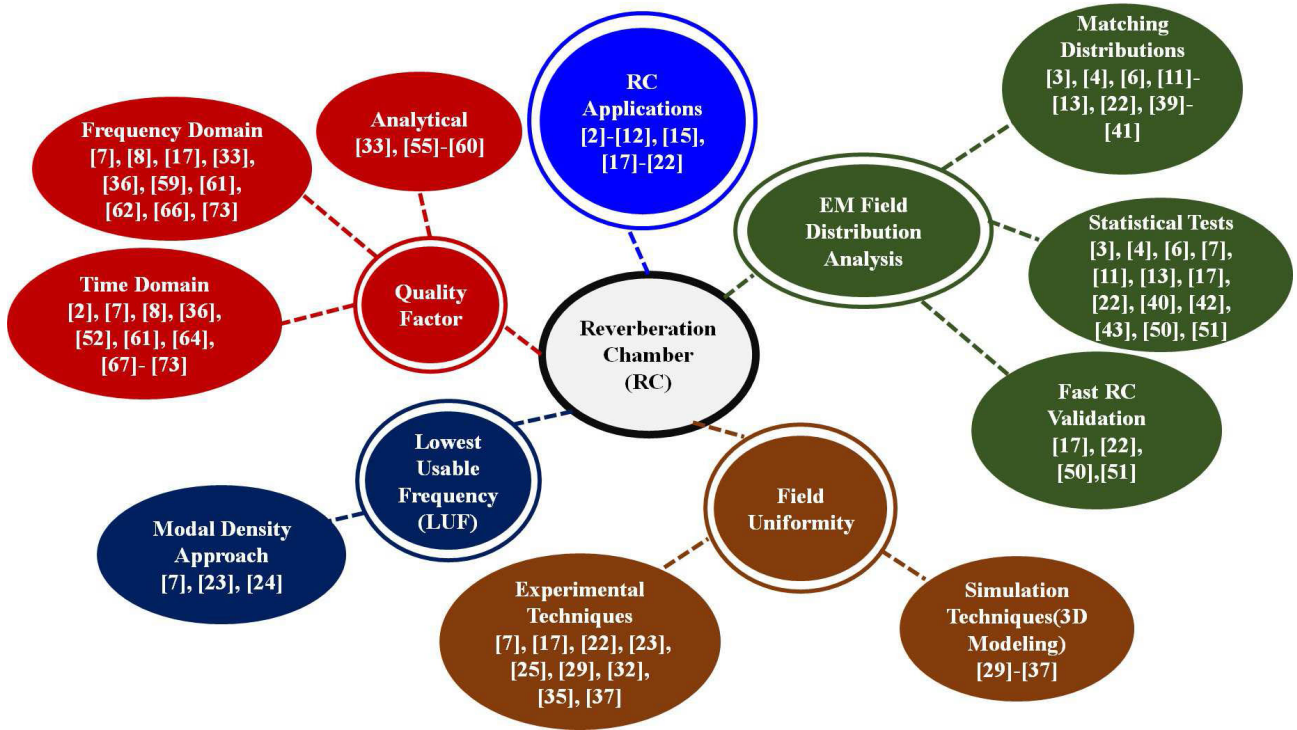 RC
Applications
[2]-[12], [15],
[17]-[22]
Matching
Distributions
[3], [4], [6], [11]-
[13], [22], [39]-
[41]
Analytical
[33], [55]-[60]
Frequency Domain
[7], [8], [17], [33],
[36], [59], [61],
[62], [66], [73]
EM Field
Distribution
Analysis
Statistical Tests
[3], [4], [6], [7],
[11], [13], [17],
[22], [40], [42],
[43], [50], [51]
Time Domain
[2], [7], [8], [36],
[52], [61], [64],
[67]- [73]
Quality
Factor
Reverberation
Chamber
(RC)
Fast RC
Validation
[17], [22],
[50],[51]
Lowest
Usable
Frequency
(LUF)
Field
Uniformity
Modal Density
Approach
[7], [23], [24]
Experimental
Techniques
[7], [17], [22], [23],
[25], [29], [32],
[35], [37]
Simulation
Techniques(3D
Modeling)
[29]-[37]